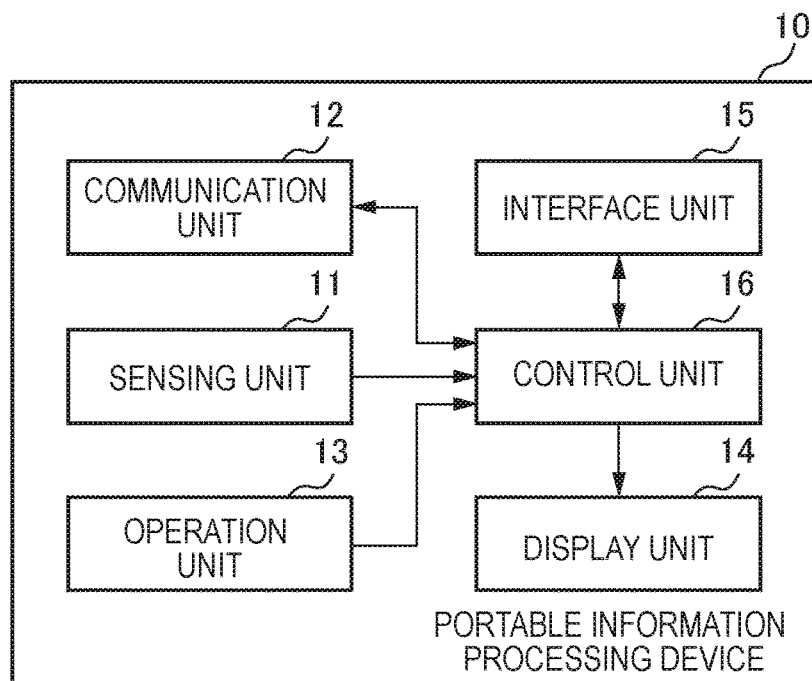 10
12
COMMUNICATION
UNIT
15
INTERFACE UNIT
11
SENSING UNIT
16
CONTROL UNIT
13
OPERATION
UNIT
14
DISPLAY UNIT
PORTABLE INFORMATION
PROCESSING DEVICE